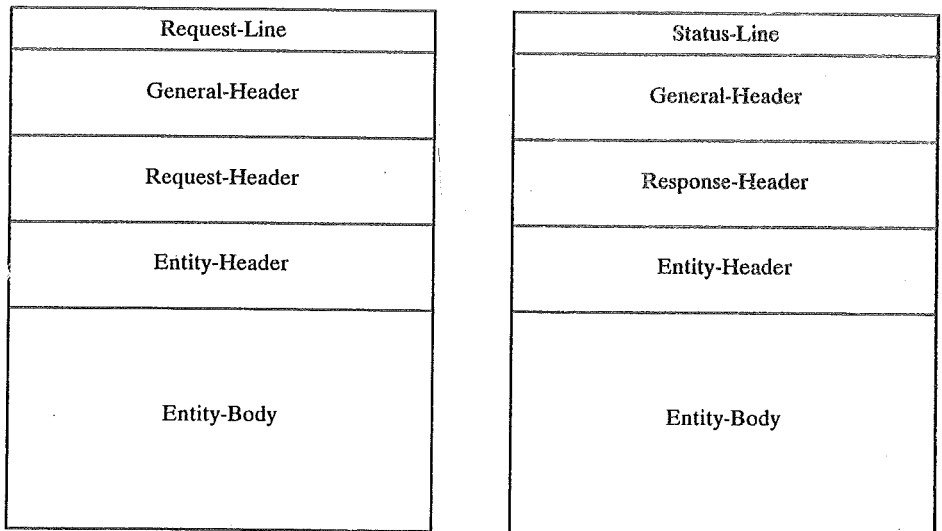 Request-Line
General-Header
Request-Header
Entity-Header
Entity-Body
Status-Line
General-Header
Response-Header
Entity-Header
Entity-Body